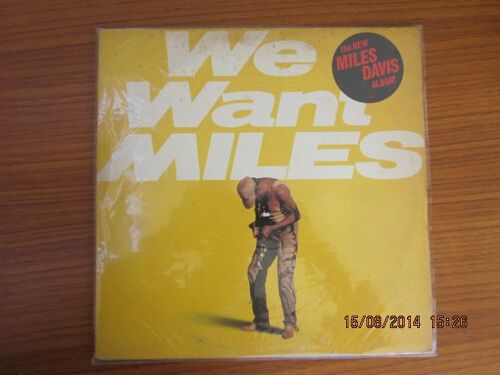 We
Want
MILES
the NEW
MILES
DAVIS
ALBUM
15/08/2014 15:26